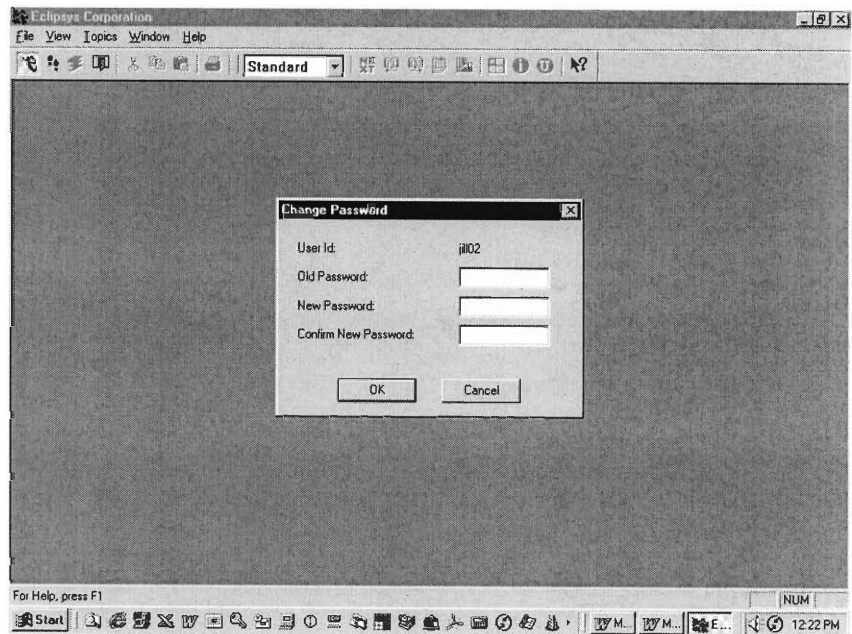 Eclipsys Corporation
File View Topics Window Help
Standard
Change Password
User Id: jill02
Old Password:
New Password:
Confirm New Password:
OK Cancel
For Help, press F1 NUM
Start W M... W M... E... 12:22 PM